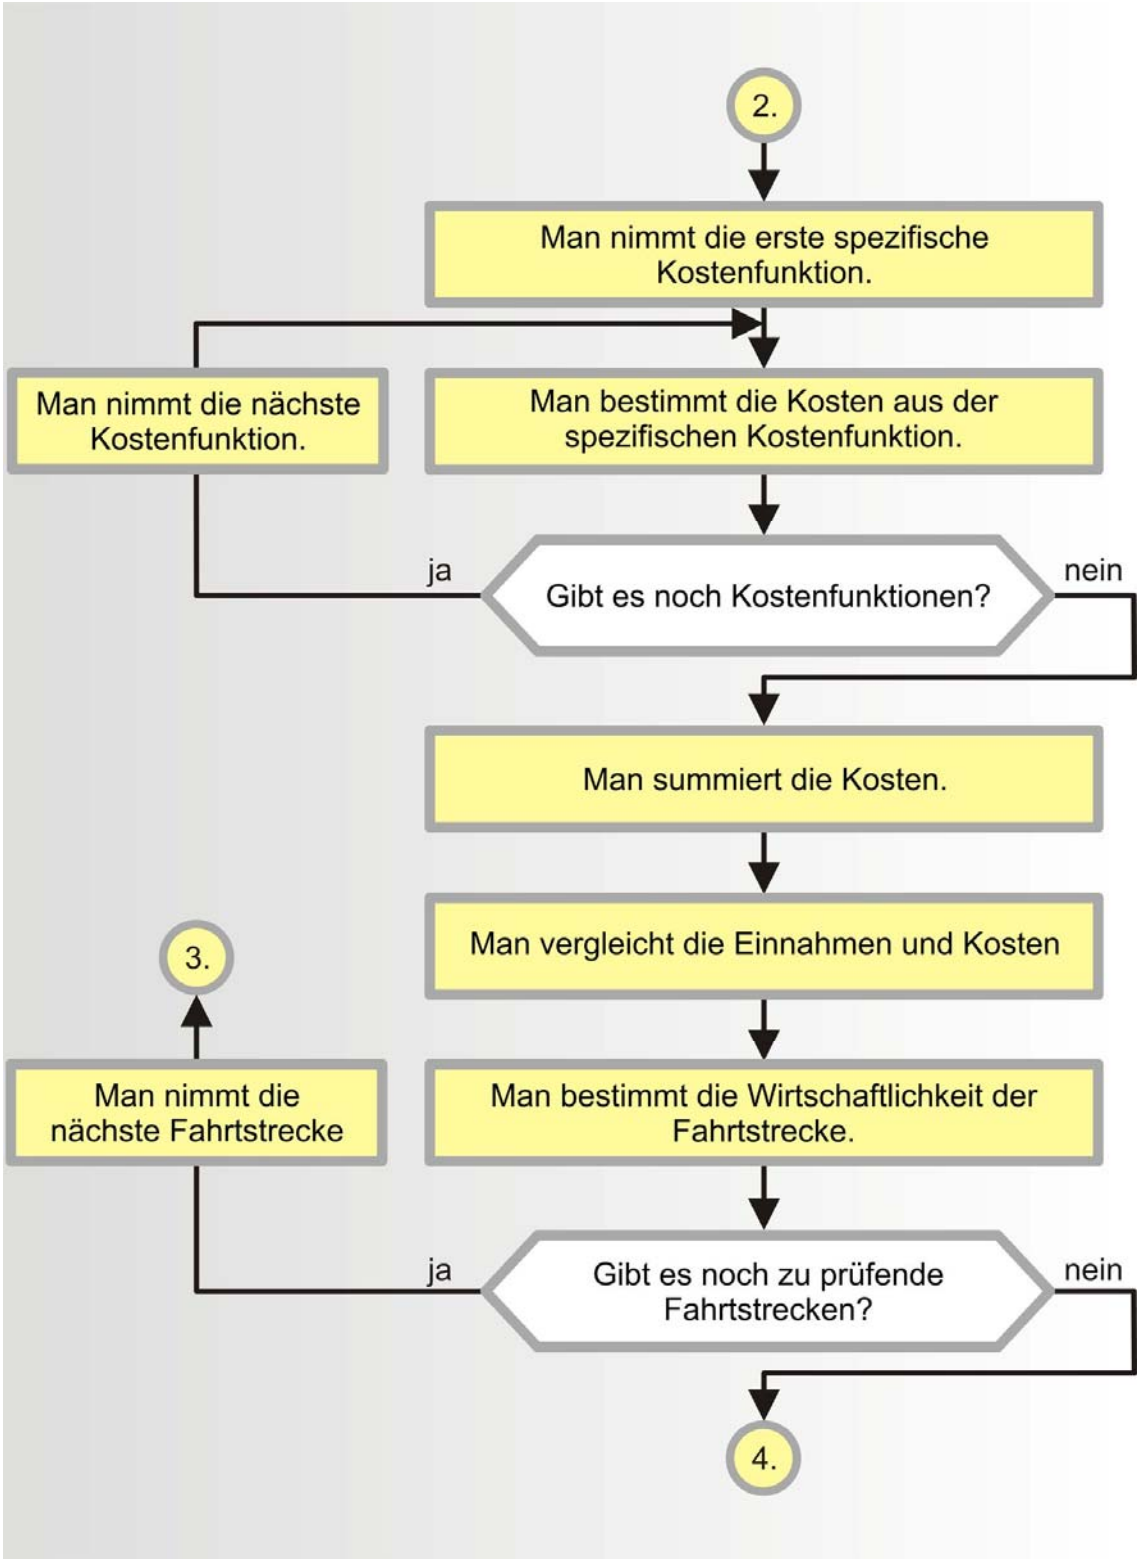 2.
Man nimmt die erste spezifische
Kostenfunktion.
Man nimmt die nächste
Kostenfunktion.
Man bestimmt die Kosten aus der
spezifischen Kostenfunktion.
ja
Gibt es noch Kostenfunktionen?
nein
Man summiert die Kosten.
Man vergleicht die Einnahmen und Kosten
3.
Man nimmt die
nächste Fahrtstrecke
Man bestimmt die Wirtschaftlichkeit der
Fahrtstrecke.
ja
Gibt es noch zu prüfende
Fahrtstrecken?
nein
4.